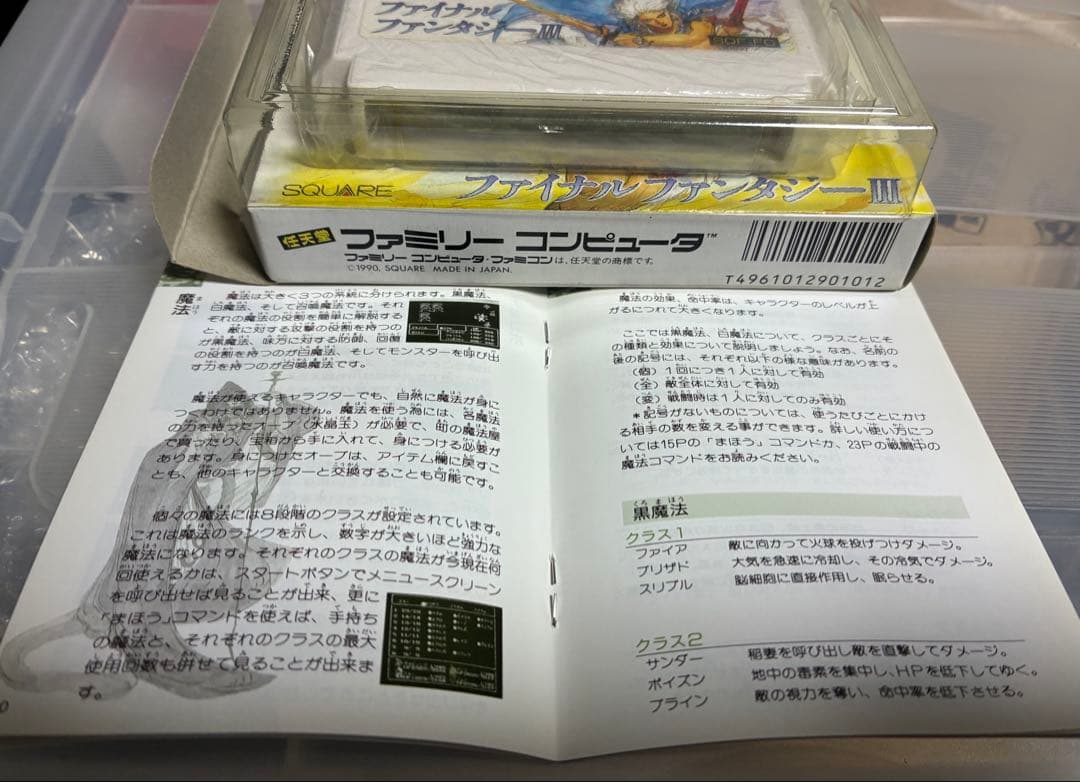 ファイナル
ファンタジーIII
SQUARE
ファイナルファンタジーIII
任天堂 ファミリー コンピュータ™
ファミリー コンピュータ・ファミコンは、任天堂の商標です。
©1990, SQUARE MADE IN JAPAN.
T4961012901012
魔法
魔法は大きく3つの系統に分けられます。黒魔法、
白魔法、そして召喚魔法です。それ
ぞれの魔法の役割を簡単に解説する
と、敵に対する攻撃の役割を持つの
が黒魔法、味方に対する防御、回復
の役割を持つのが白魔法、そしてモンスターを呼び出
す力を持つのが召喚魔法です。
魔法が使えるキャラクターでも、自然に魔法が身に
つくわけではありません。魔法を使う為には、各魔法
の力を持ったオーブ(水晶玉)が必要で、街の魔法屋
で買ったり、宝箱から手に入れて、身につける必要が
あります。身につけたオーブは、アイテム欄に戻すこ
とも、他のキャラクターと交換することも可能です。
個々の魔法には8段階のクラスが設定されています。
これは魔法のランクを示し、数字が大きいほど強力な
魔法になります。それぞれのクラスの魔法が今現在何
回使えるかは、スタートボタンでメニュースクリーン
を呼び出せば見ることが出来、更に
「まほう」コマンドを使えば、手持ち
の魔法と、それぞれのクラスの最大
使用回数も併せて見ることが出来ま
す。
魔法の効果、命中率は、キャラクターのレベルが上
がるにつれて大きくなります。
ここでは黒魔法、白魔法について、クラスごとにそ
の種類と効果について説明しましょう。なお、名前の
後の記号には、それぞれ以下の様な意味があります。
(個) 1回につき1人に対して有効
(全) 敵全体に対して有効
(変) 戦闘時は1人に対してのみ有効
*記号がないものについては、使うたびごとにかけ
る相手の数を変える事ができます。詳しい使い方につ
いては15Pの「まほう」コマンドか、23Pの戦闘中の
魔法コマンドをお読みください。
黒魔法
クラス1
ファイア 敵に向かって火球を投げつけダメージ。
ブリザド 大気を急速に冷却し、その冷気でダメージ。
スリプル 脳細胞に直接作用し、眠らせる。
クラス2
サンダー 稲妻を呼び出し敵を直撃してダメージ。
ポイズン 地中の毒素を集中し、HPを低下してゆく。
ブライン 敵の視力を奪い、命中率を低下させる。